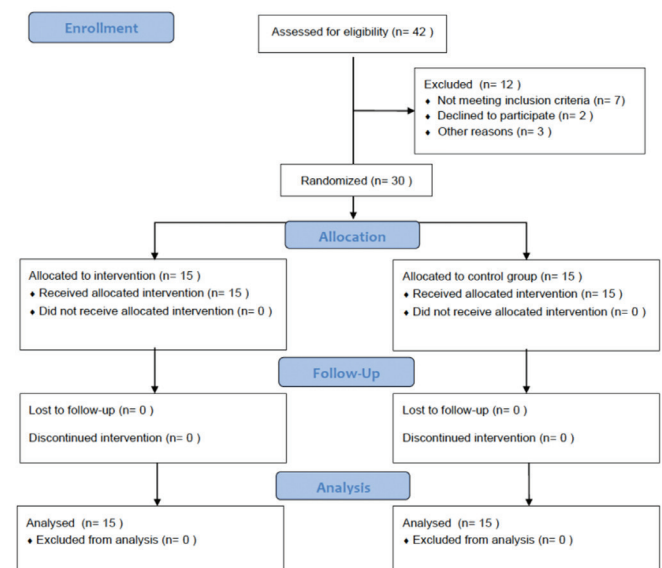 Enrollment
Assessed for eligibility (n= 42 )
Excluded (n= 12 )
♦ Not meeting inclusion criteria (n= 7)
♦ Declined to participate (n= 2 )
♦ Other reasons (n= 3 )
Randomized (n= 30 )
Allocation
Allocated to intervention (n= 15 )
♦ Received allocated intervention (n= 15 )
♦ Did not receive allocated intervention (n= 0 )
Allocated to control group (n= 15 )
♦ Received allocated intervention (n= 15 )
♦ Did not receive allocated intervention (n= 0 )
Follow-Up
Lost to follow-up (n= 0 )
Discontinued intervention (n= 0 )
Lost to follow-up (n= 0 )
Discontinued intervention (n= 0 )
Analysis
Analysed (n= 15 )
♦ Excluded from analysis (n= 0 )
Analysed (n= 15 )
♦ Excluded from analysis (n= 0 )